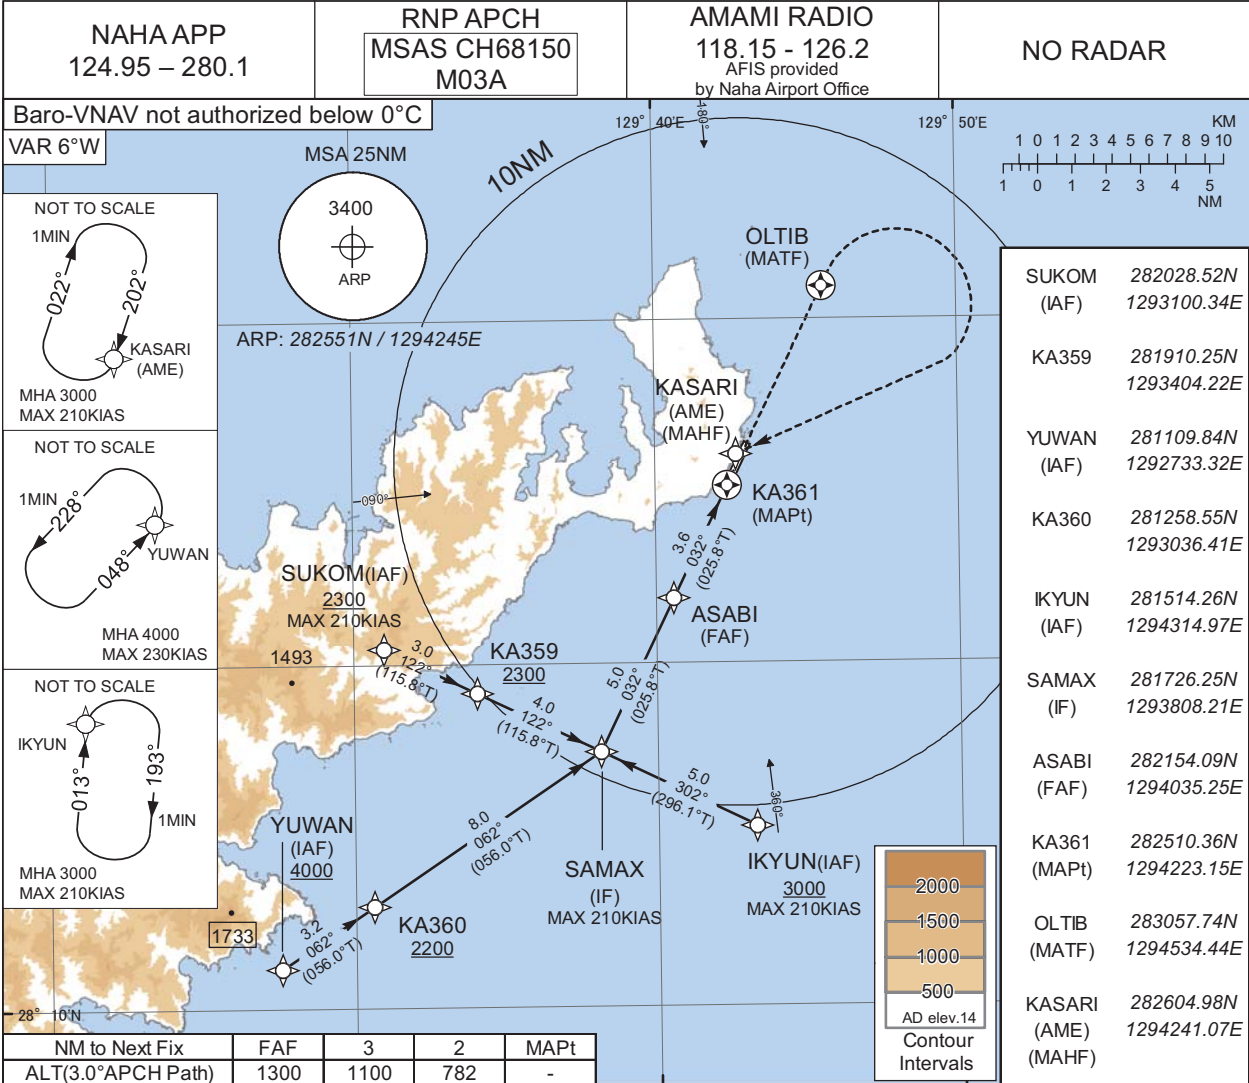 NAHA APP
124.95 – 280.1
RNP APCH
MSAS CH68150
M03A
AMAMI RADIO
118.15 - 126.2
AFIS provided
by Naha Airport Office
NO RADAR
Baro-VNAV not authorized below 0°C
VAR 6°W
MSA 25NM
3400
ARP
ARP: 282551N / 1294245E
10NM
180°
129° 40'E
129° 50'E
KM
1 0 1 2 3 4 5 6 7 8 9 10
1 0 1 2 3 4 5
NM
NOT TO SCALE
1MIN
022°
202°
KASARI
(AME)
MHA 3000
MAX 210KIAS
NOT TO SCALE
1MIN
228°
048°
YUWAN
MHA 4000
MAX 230KIAS
NOT TO SCALE
IKYUN
013°
193°
1MIN
MHA 3000
MAX 210KIAS
OLTIB
(MATF)
KASARI
(AME)
(MAHF)
KA361
(MAPt)
090°
3.6
032°
(025.8°T)
SUKOM(IAF)
2300
MAX 210KIAS
ASABI
(FAF)
1493
3.0
122°
(115.8°T)
KA359
2300
5.0
032°
(025.8°T)
4.0
122°
(115.8°T)
5.0
302°
(296.1°T)
360°
YUWAN
(IAF)
4000
8.0
062°
(056.0°T)
SAMAX
(IF)
MAX 210KIAS
IKYUN(IAF)
3000
MAX 210KIAS
1733
3.2
062°
(056.0°T)
KA360
2200
28° 10'N
2000
1500
1000
500
AD elev.14
Contour
Intervals
SUKOM 282028.52N
(IAF) 1293100.34E
KA359 281910.25N
1293404.22E
YUWAN 281109.84N
(IAF) 1292733.32E
KA360 281258.55N
1293036.41E
IKYUN 281514.26N
(IAF) 1294314.97E
SAMAX 281726.25N
(IF) 1293808.21E
ASABI 282154.09N
(FAF) 1294035.25E
KA361 282510.36N
(MAPt) 1294223.15E
OLTIB 283057.74N
(MATF) 1294534.44E
KASARI 282604.98N
(AME) 1294241.07E
(MAHF)
NM to Next Fix FAF 3 2 MAPt
ALT(3.0°APCH Path) 1300 1100 782 -